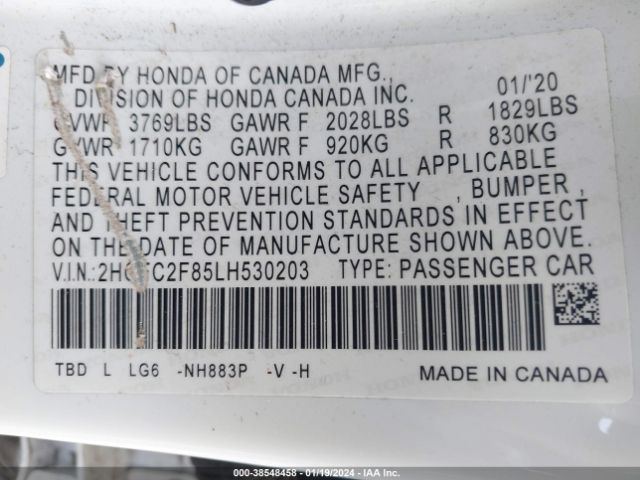 MFD BY HONDA OF CANADA MFG.,
DIVISION OF HONDA CANADA INC. 01/'20
GVWR 3769LBS GAWR F 2028LBS R 1829LBS
GVWR 1710KG GAWR F 920KG R 830KG
THIS VEHICLE CONFORMS TO ALL APPLICABLE
FEDERAL MOTOR VEHICLE SAFETY , BUMPER ,
AND THEFT PREVENTION STANDARDS IN EFFECT
ON THE DATE OF MANUFACTURE SHOWN ABOVE.
V.I.N.: TYPE: PASSENGER CAR
TBD L LG6 -NH883P -V -H MADE IN CANADA
000-38548458 - 01/19/2024 - IAA Inc.